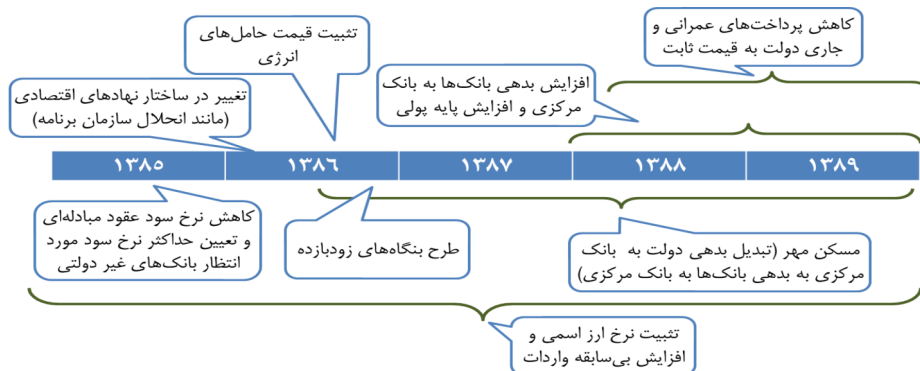 کاهش پرداخت‌های عمرانی و
جاری دولت به قیمت ثابت
تثبیت قیمت حامل‌های
انرژی
افزایش بدهی بانک‌ها به بانک
مرکزی و افزایش پایه پولی
تغییر در ساختار نهادهای اقتصادی
(مانند انحلال سازمان برنامه)
۱۳۸۵ ۱۳۸۶ ۱۳۸۷ ۱۳۸۸ ۱۳۸۹
کاهش نرخ سود عقود مبادله‌ای
و تعیین حداکثر نرخ سود مورد
انتظار بانک‌های غیر دولتی
طرح بنگاه‌های زودبازده
مسکن مهر (تبدیل بدهی دولت به بانک
مرکزی به بدهی بانک‌ها به بانک مرکزی)
تثبیت نرخ ارز اسمی و
افزایش بی‌سابقه واردات